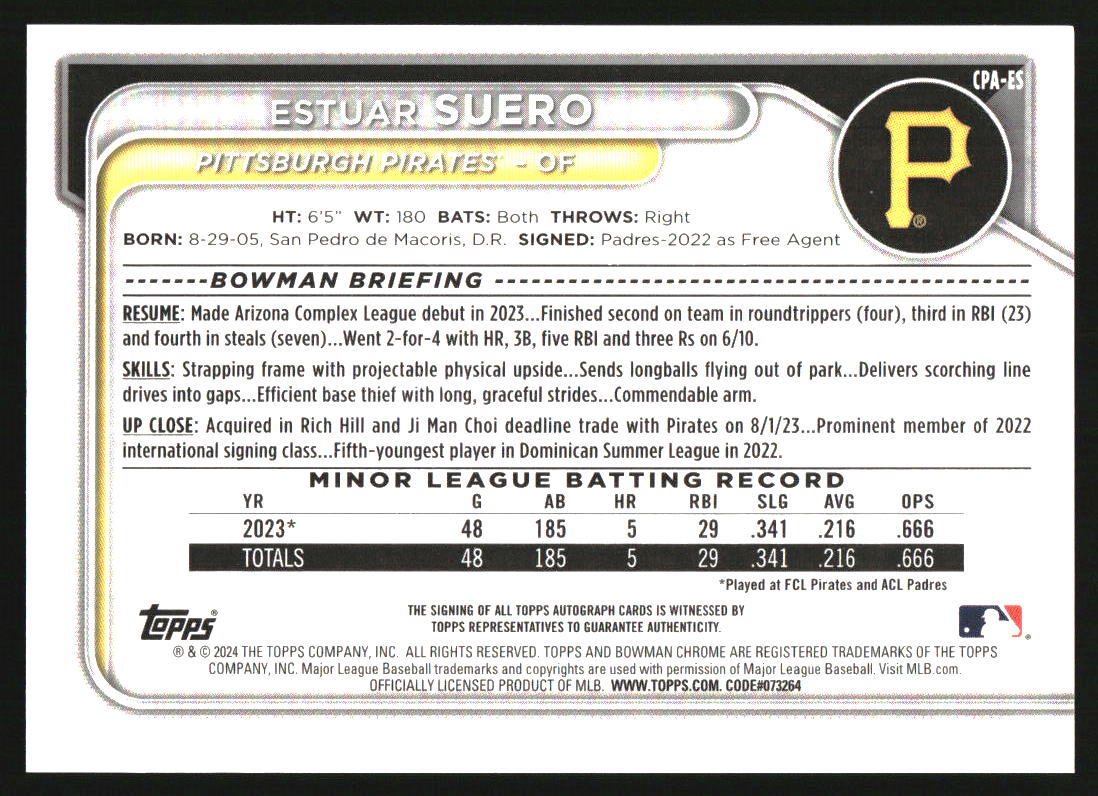 CPA-ES
ESTUAR SUERO
P®
PITTSBURGH PIRATES™ - OF
HT: 6'5" WT: 180 BATS: Both THROWS: Right
BORN: 8-29-05, San Pedro de Macoris, D.R. SIGNED: Padres-2022 as Free Agent
-------BOWMAN BRIEFING --------------------------------------------
RESUME: Made Arizona Complex League debut in 2023...Finished second on team in roundtrippers (four), third in RBI (23)
and fourth in steals (seven)...Went 2-for-4 with HR, 3B, five RBI and three Rs on 6/10.
SKILLS: Strapping frame with projectable physical upside...Sends longballs flying out of park...Delivers scorching line
drives into gaps...Efficient base thief with long, graceful strides...Commendable arm.
UP CLOSE: Acquired in Rich Hill and Ji Man Choi deadline trade with Pirates on 8/1/23...Prominent member of 2022
international signing class...Fifth-youngest player in Dominican Summer League in 2022.
MINOR LEAGUE BATTING RECORD
YR G AB HR RBI SLG AVG OPS
2023* 48 185 5 29 .341 .216 .666
TOTALS 48 185 5 29 .341 .216 .666
*Played at FCL Pirates and ACL Padres
Topps®
THE SIGNING OF ALL TOPPS AUTOGRAPH CARDS IS WITNESSED BY
TOPPS REPRESENTATIVES TO GUARANTEE AUTHENTICITY.
®
® & © 2024 THE TOPPS COMPANY, INC. ALL RIGHTS RESERVED. TOPPS AND BOWMAN CHROME ARE REGISTERED TRADEMARKS OF THE TOPPS
COMPANY, INC. Major League Baseball trademarks and copyrights are used with permission of Major League Baseball. Visit MLB.com.
OFFICIALLY LICENSED PRODUCT OF MLB. WWW.TOPPS.COM. CODE#073264